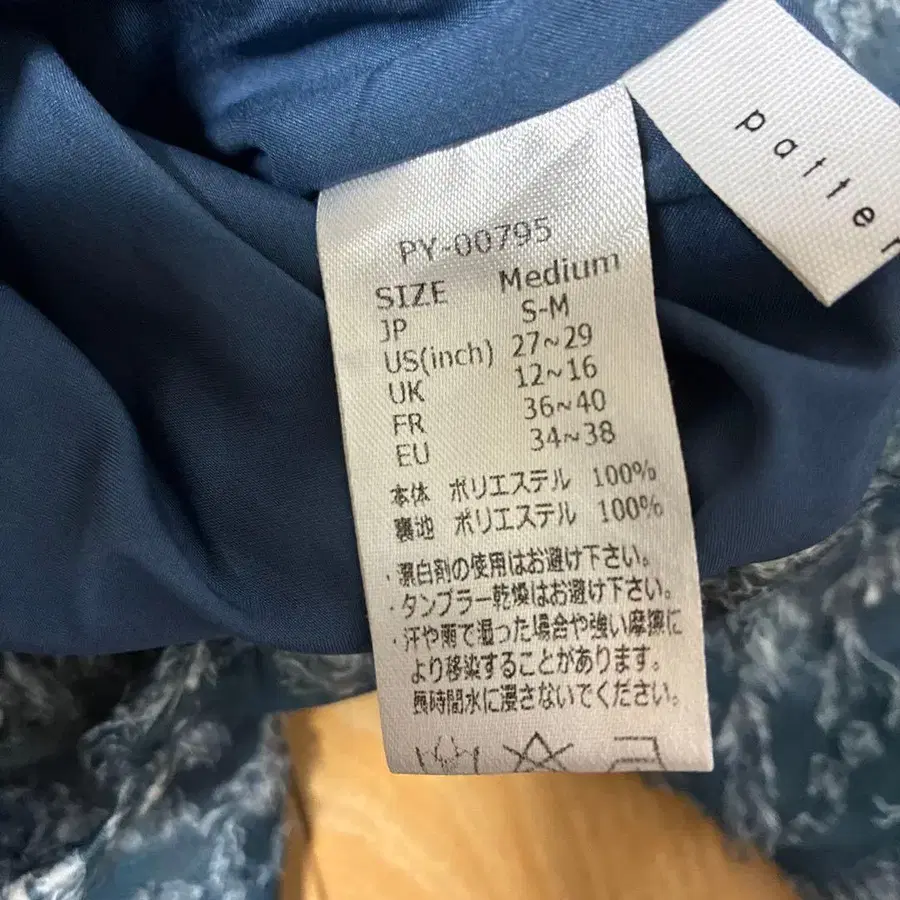 patter
PY-00795
SIZE Medium
JP S-M
US(inch) 27~29
UK 12~16
FR 36~40
EU 34~38
本体 ポリエステル 100%
裏地 ポリエステル 100%
・漂白剤の使用はお避け下さい。
・タンブラー乾燥はお避け下さい。
・汗や雨で湿った場合や強い摩擦に
より移染することがあります。
長時間水に浸さないでください。